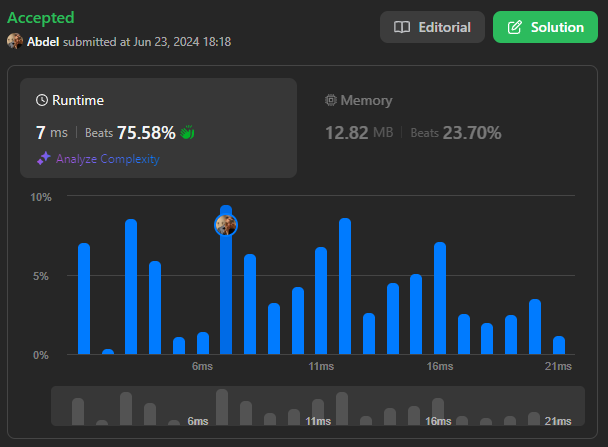 Accepted
Abdel submitted at Jun 23, 2024 18:18
Editorial
Solution
Runtime
7 ms | Beats 75.58%
Analyze Complexity
Memory
12.82 MB | Beats 23.70%
10%
5%
0%
6ms 11ms 16ms 21ms
6ms 11ms 16ms 21ms